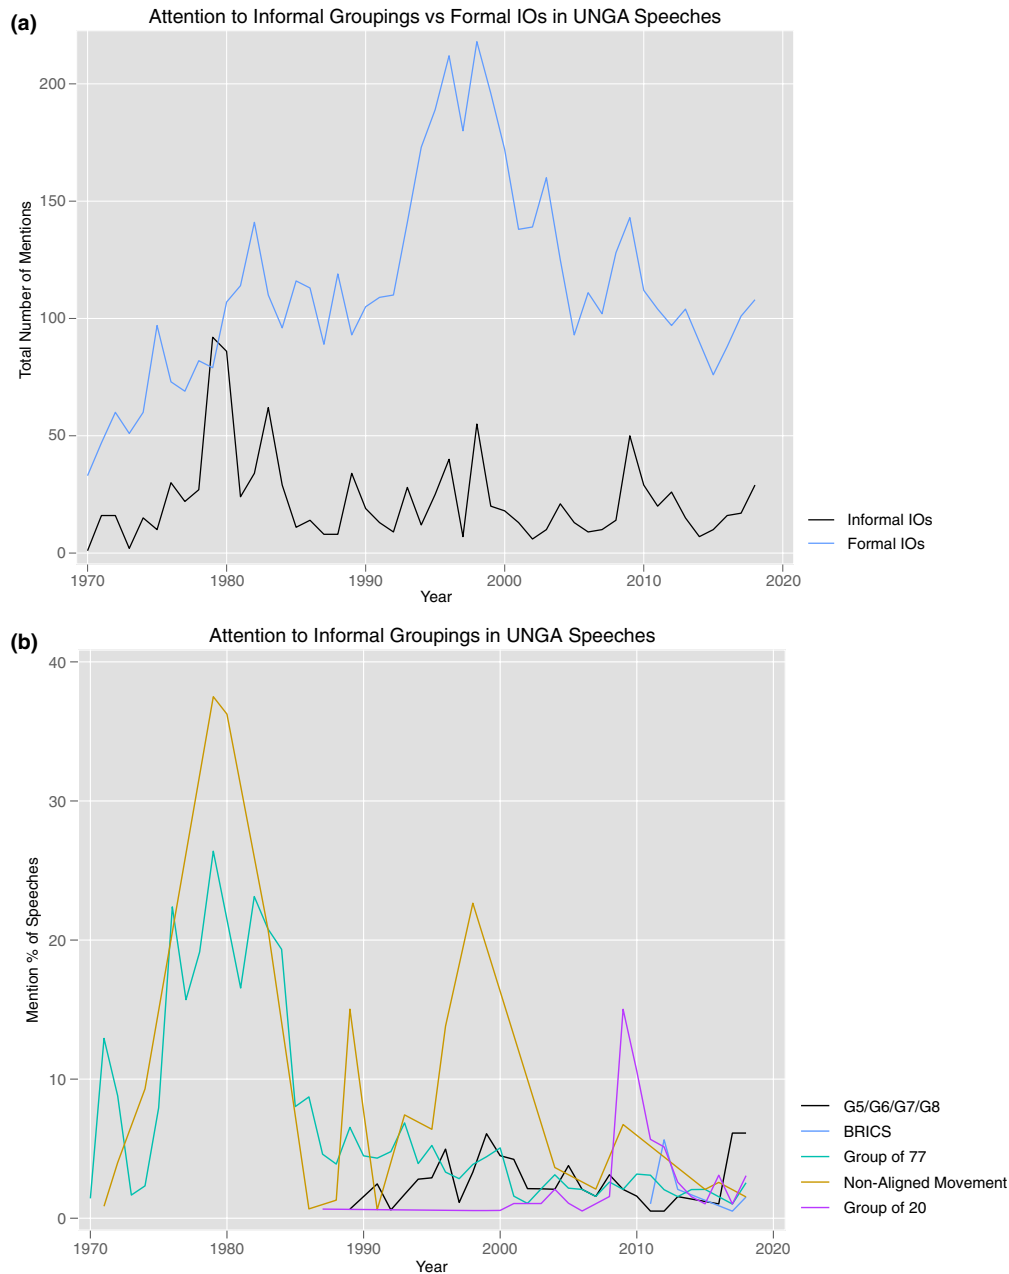 (a)
Attention to Informal Groupings vs Formal IOs in UNGA Speeches
Total Number of Mentions
200
150
100
50
0
1970 1980 1990 2000 2010 2020
Year
Informal IOs
Formal IOs
(b)
Attention to Informal Groupings in UNGA Speeches
Mention % of Speeches
40
30
20
10
0
1970 1980 1990 2000 2010 2020
Year
G5/G6/G7/G8
BRICS
Group of 77
Non-Aligned Movement
Group of 20